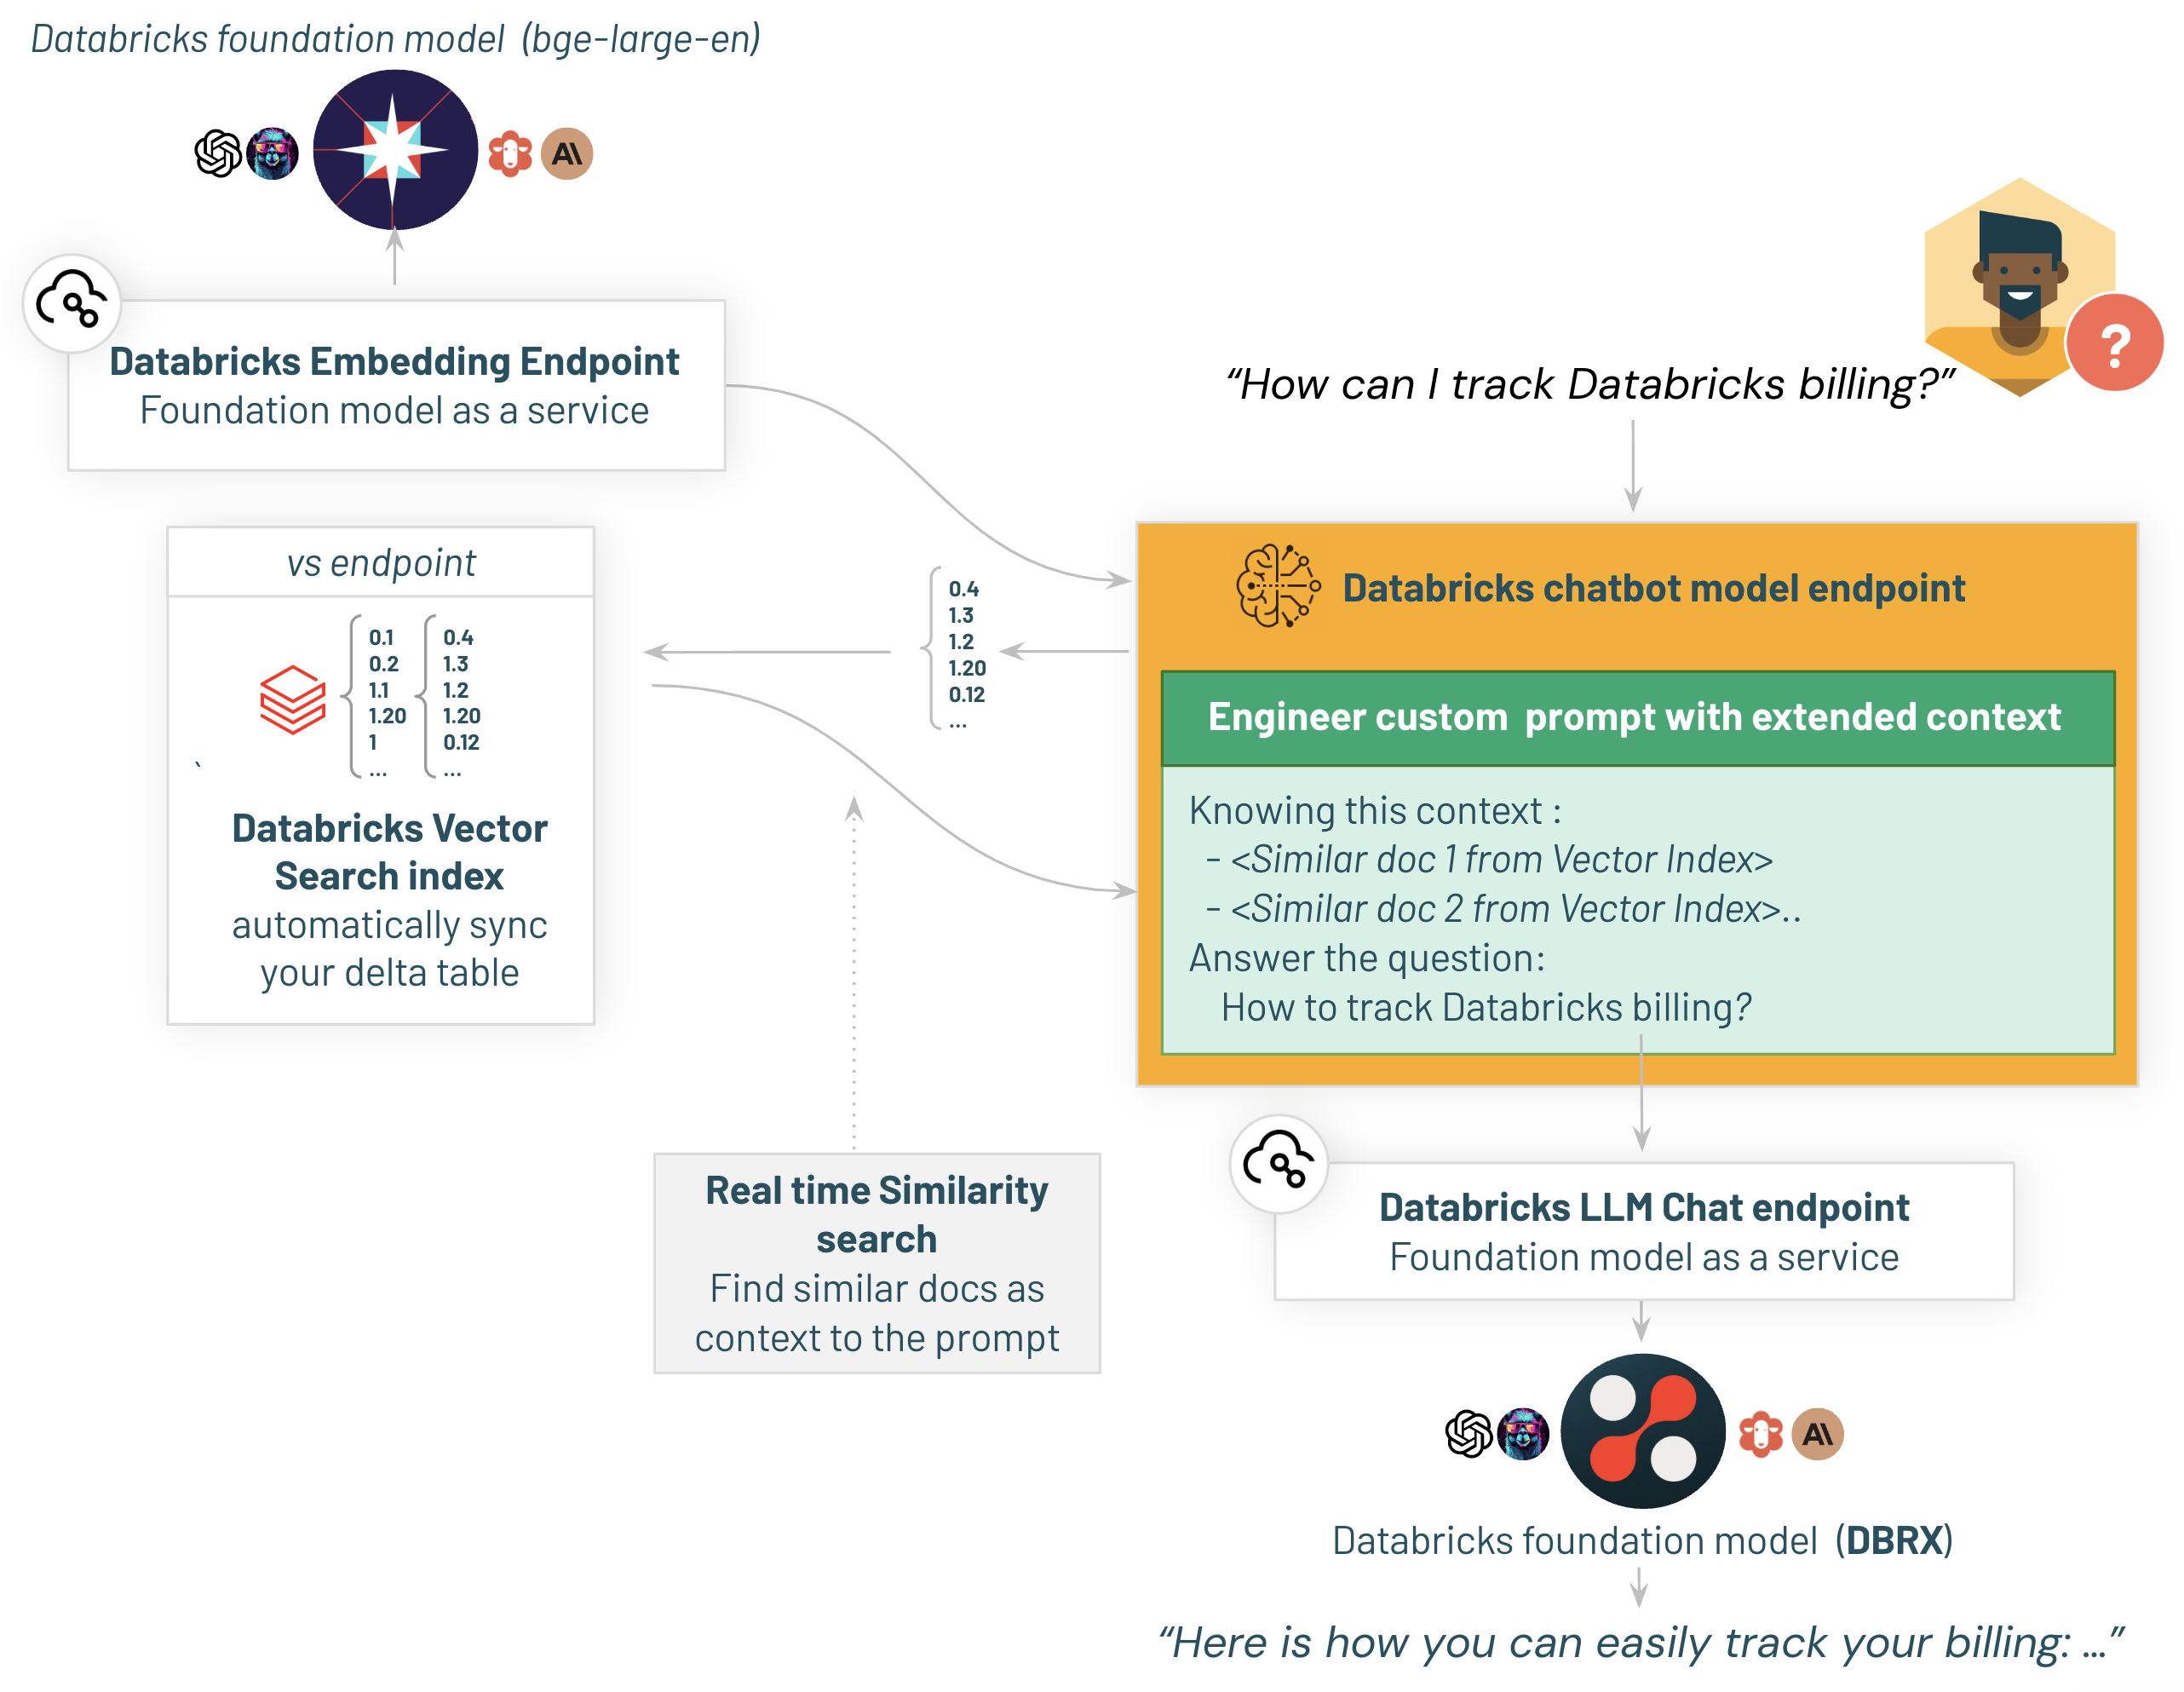 Databricks foundation model (bge-large-en)
Databricks Embedding Endpoint
Foundation model as a service
“How can I track Databricks billing?”
?
vs endpoint
0.1
0.2
1.1
1.20
1
...
0.4
1.3
1.2
1.20
0.12
...
`
Databricks Vector
Search index
automatically sync
your delta table
0.4
1.3
1.2
1.20
0.12
...
Databricks chatbot model endpoint
Engineer custom prompt with extended context
Knowing this context :
- <Similar doc 1 from Vector Index>
- <Similar doc 2 from Vector Index>..
Answer the question:
How to track Databricks billing?
Real time Similarity
search
Find similar docs as
context to the prompt
Databricks LLM Chat endpoint
Foundation model as a service
Databricks foundation model (DBRX)
“Here is how you can easily track your billing: ...”